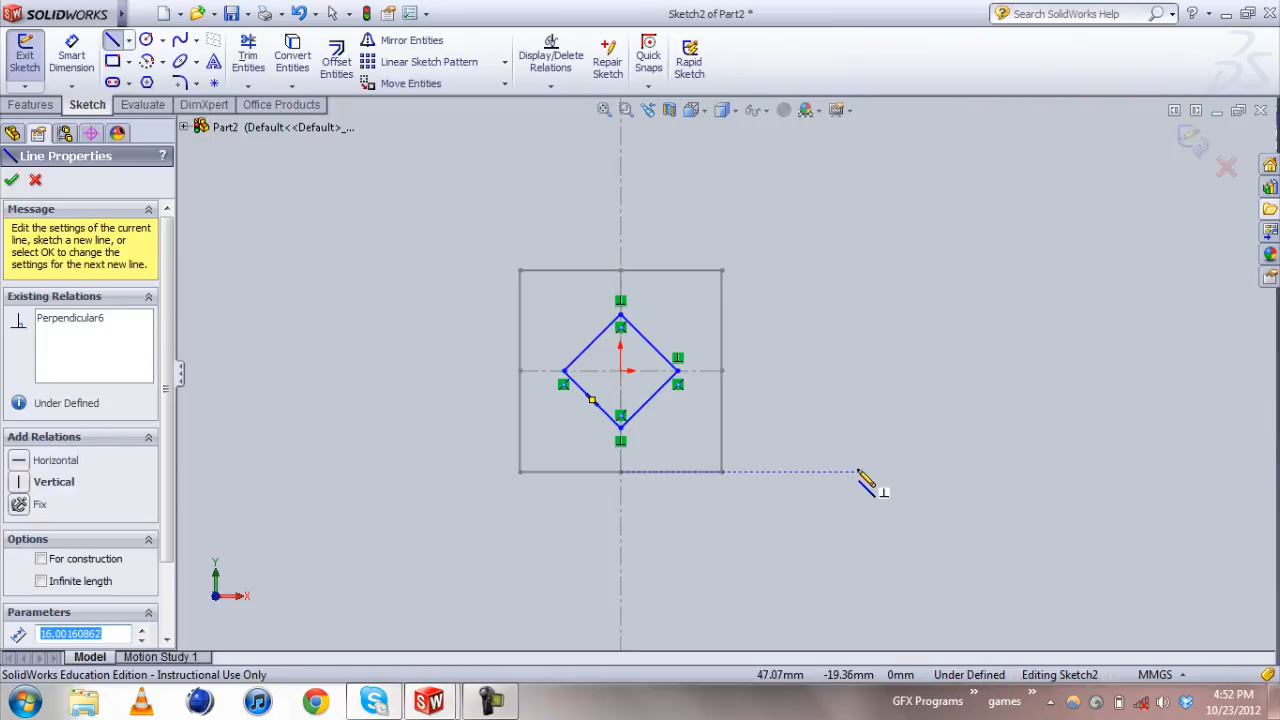 SOLIDWORKS
Sketch2 of Part2 *
Search SolidWorks Help
Exit Sketch
Smart Dimension
Trim Entities
Convert Entities
Offset Entities
Mirror Entities
Linear Sketch Pattern
Move Entities
Display/Delete Relations
Repair Sketch
Quick Snaps
Rapid Sketch
Features
Sketch
Evaluate
DimXpert
Office Products
Part2 (Default<<Default>_...
Line Properties
?
Message
Edit the settings of the current
line, sketch a new line, or
select OK to change the
settings for the next new line.
Existing Relations
Perpendicular6
Under Defined
Add Relations
Horizontal
Vertical
Fix
Options
For construction
Infinite length
Parameters
16.00160862
Y
X
Model
Motion Study 1
SolidWorks Education Edition - Instructional Use Only
47.07mm
-19.36mm
0mm
Under Defined
Editing Sketch2
MMGS
GFX Programs
games
4:52 PM
10/23/2012